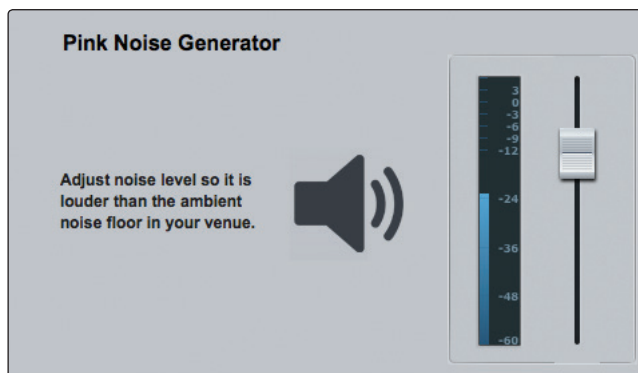 Pink Noise Generator
Adjust noise level so it is
louder than the ambient
noise floor in your venue.
3
0
-3
-6
-9
-12
-24
-36
-48
-60